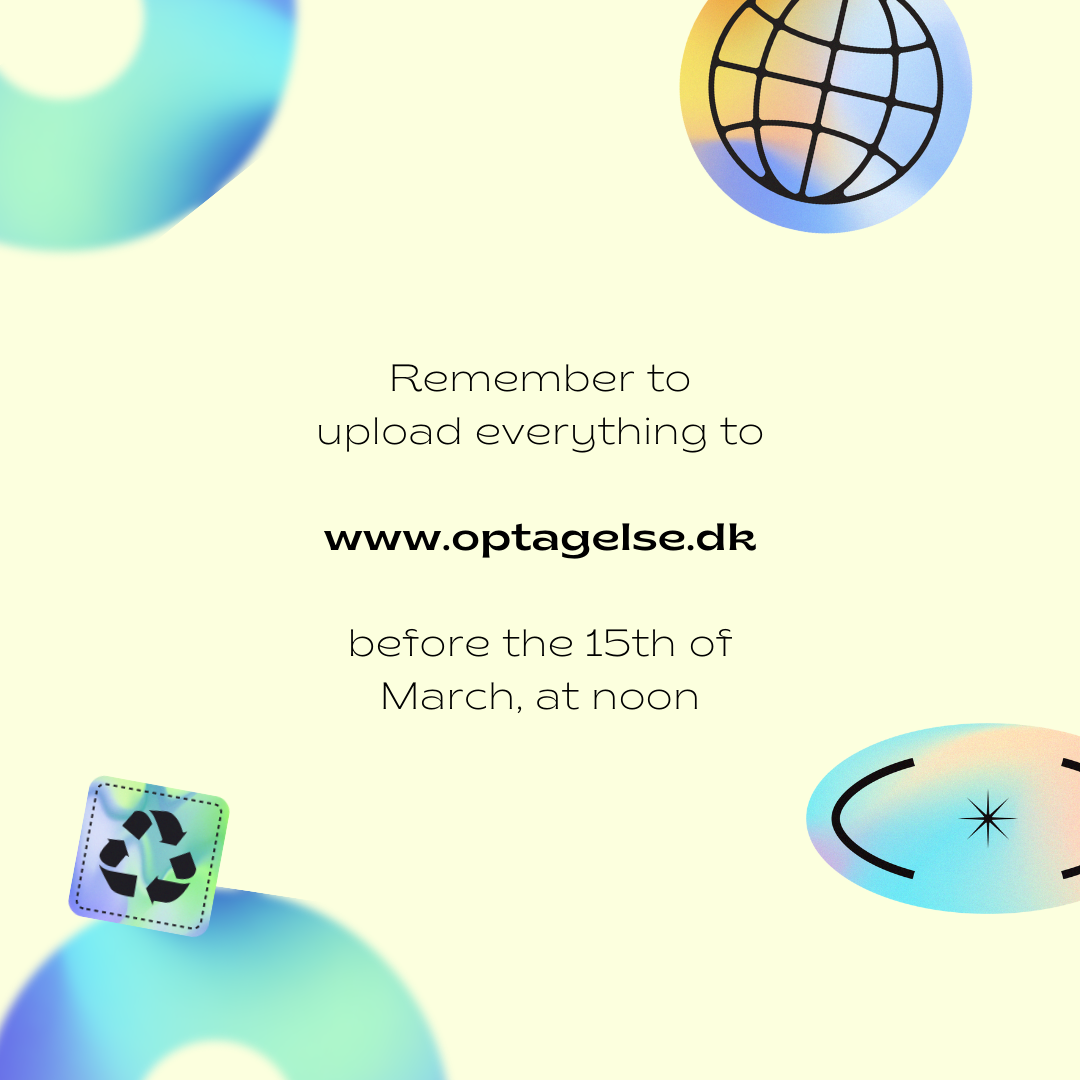 Remember to
upload everything to
www.optagelse.dk
before the 15th of
March, at noon